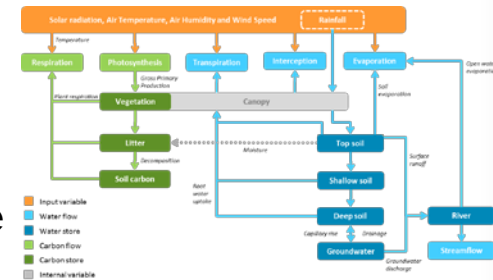 Solar radiation, Air Temperature, Air Humidity and Wind Speed
Rainfall
Temperature
Respiration
Photosynthesis
Transpiration
Interception
Evaporation
Open water
evaporation
Gross Primary
Production
Soil
evaporation
Plant respiration
Vegetation
Canopy
Litter
Moisture
Top soil
Decomposition
Surface
runoff
Soil carbon
Shallow soil
Root
water
uptake
Deep soil
River
Capillary rise
Drainage
Groundwater
Streamflow
Groundwater
discharge
Input variable
Water flow
Water store
Carbon flow
Carbon store
Internal variable
e